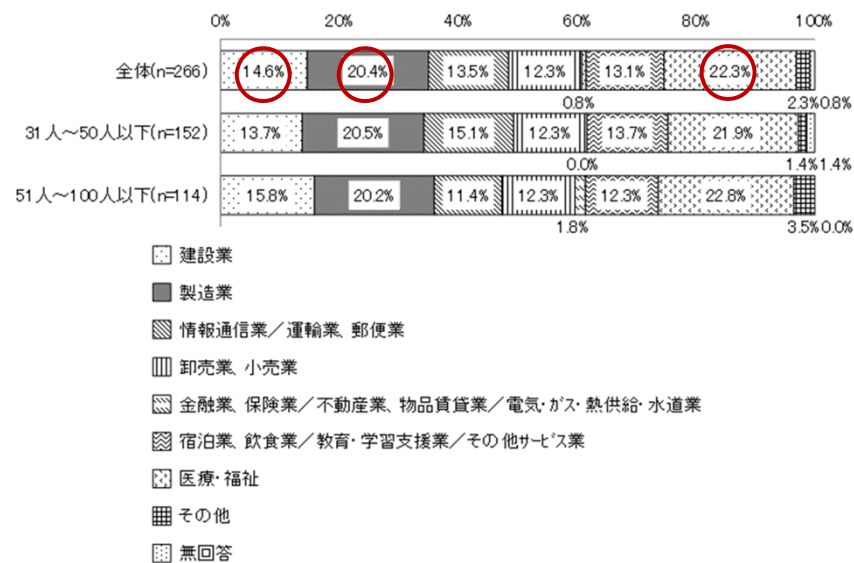 0% 20% 40% 60% 80% 100%
全体(n=266) 14.6% 20.4% 13.5% 12.3% 13.1% 22.3%
0.8% 2.3% 0.8%
31人～50人以下(n=152) 13.7% 20.5% 15.1% 12.3% 13.7% 21.9%
0.0% 1.4% 1.4%
51人～100人以下(n=114) 15.8% 20.2% 11.4% 12.3% 12.3% 22.8%
1.8% 3.5% 0.0%
建設業
製造業
情報通信業／運輸業、郵便業
卸売業、小売業
金融業、保険業／不動産業、物品賃貸業／電気・ガス・熱供給・水道業
宿泊業、飲食業／教育・学習支援業／その他サービス業
医療・福祉
その他
無回答